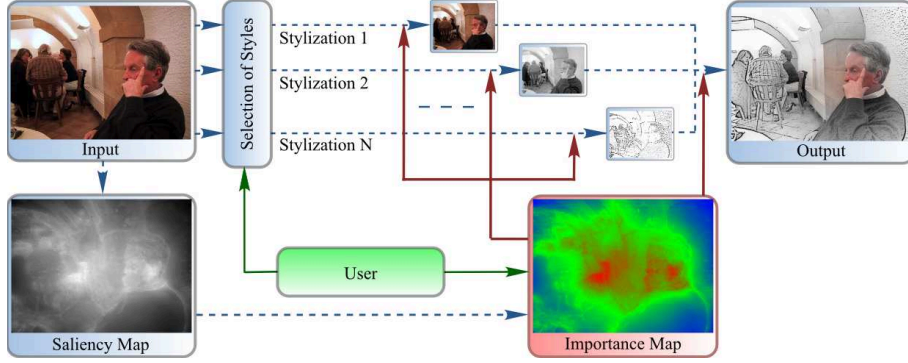 Input
Selection of Styles
Stylization 1
Stylization 2
Stylization N
Output
Saliency Map
User
Importance Map